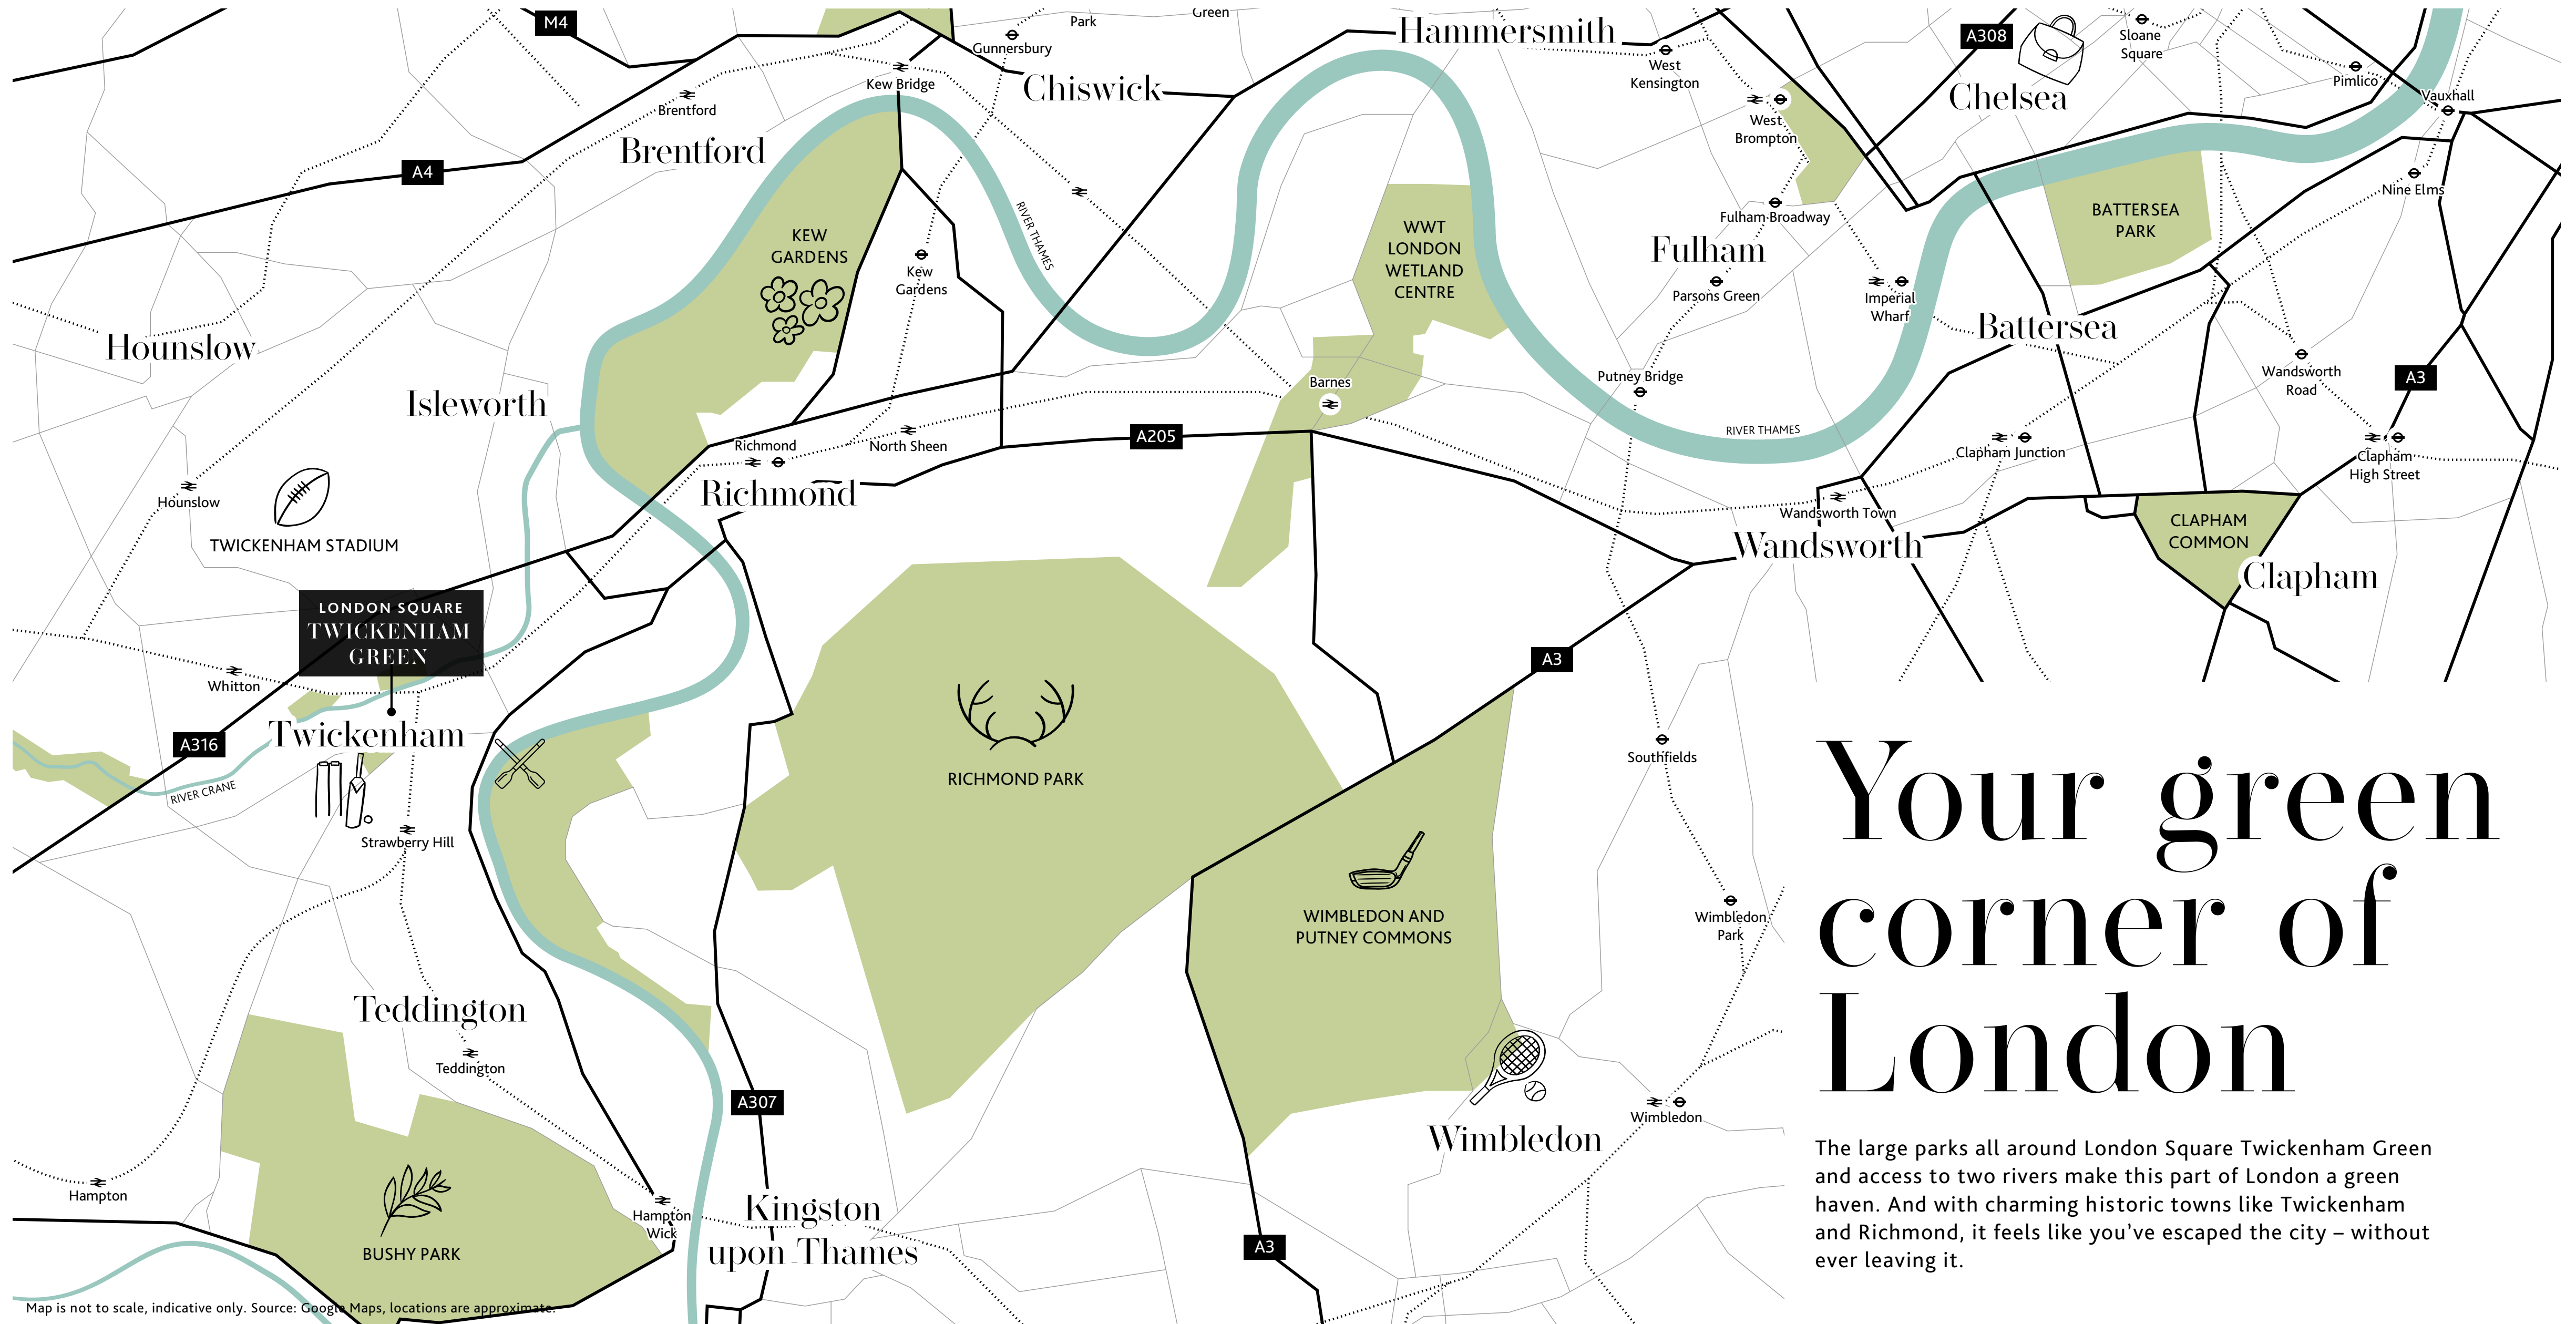 M4
Gunnersbury
Park
Green
Hammersmith
West
Kensington
A308
Sloane
Square
Pimlico
Vauxhall
Kew Bridge
Chiswick
Brentford
Brentford
Chelsea
West
Brompton
A4
Nine Elms
KEW
GARDENS
Kew
Gardens
RIVER THAMES
WWT
LONDON
WETLAND
CENTRE
Fulham Broadway
Fulham
Parsons Green
Imperial
Wharf
BATTERSEA
PARK
Battersea
Hounslow
Isleworth
Barnes
Putney Bridge
Wandsworth
Road
A3
RIVER THAMES
Richmond
North Sheen
A205
Clapham Junction
Clapham
High Street
Hounslow
Richmond
Wandsworth Town
TWICKENHAM STADIUM
Wandsworth
CLAPHAM
COMMON
Clapham
LONDON SQUARE
TWICKENHAM
GREEN
Whitton
A3
A316
Twickenham
RIVER CRANE
Strawberry Hill
RICHMOND PARK
Southfields
WIMBLEDON AND
PUTNEY COMMONS
Wimbledon
Park
Teddington
Teddington
A307
Wimbledon
Wimbledon
Hampton
Hampton
Wick
Kingston
upon Thames
BUSHY PARK
A3
Map is not to scale, indicative only. Source: Google Maps, locations are approximate.
Your green
corner of
London
The large parks all around London Square Twickenham Green
and access to two rivers make this part of London a green
haven. And with charming historic towns like Twickenham
and Richmond, it feels like you've escaped the city – without
ever leaving it.